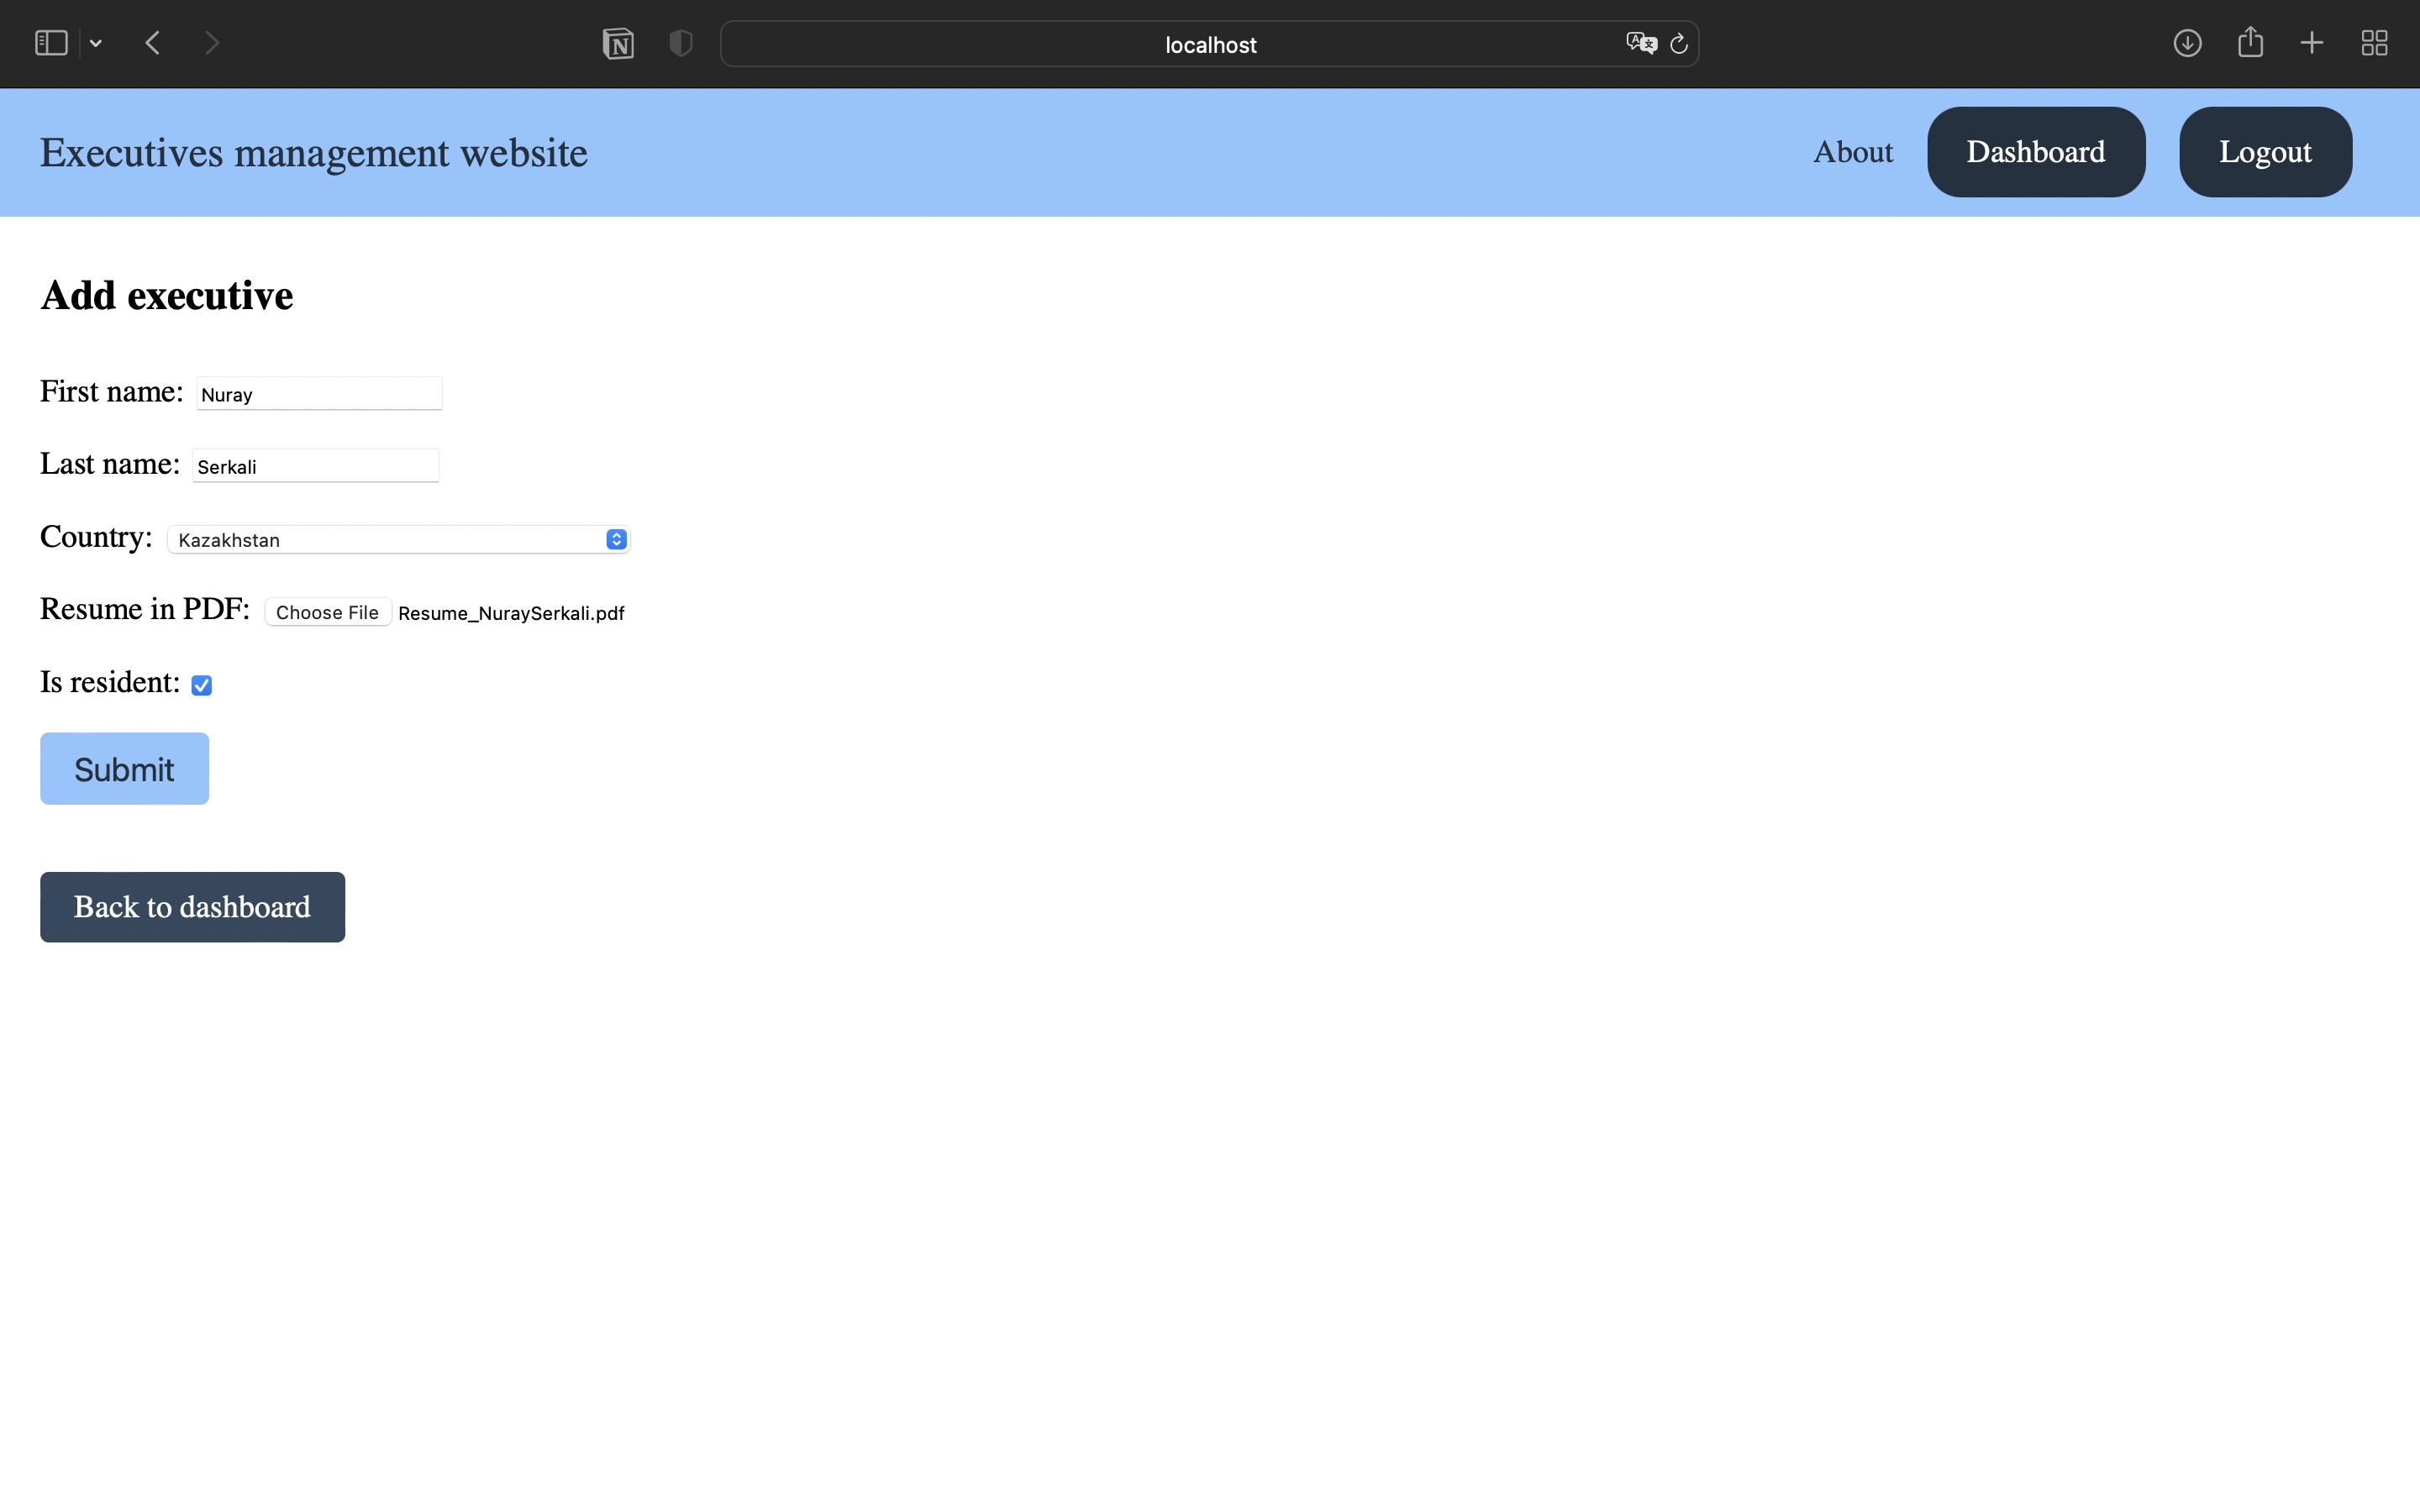 localhost
Executives management website About Dashboard Logout
Add executive
First name: Nuray
Last name: Serkali
Country: Kazakhstan
Resume in PDF: Choose File Resume_NuraySerkali.pdf
Is resident:
Submit
Back to dashboard